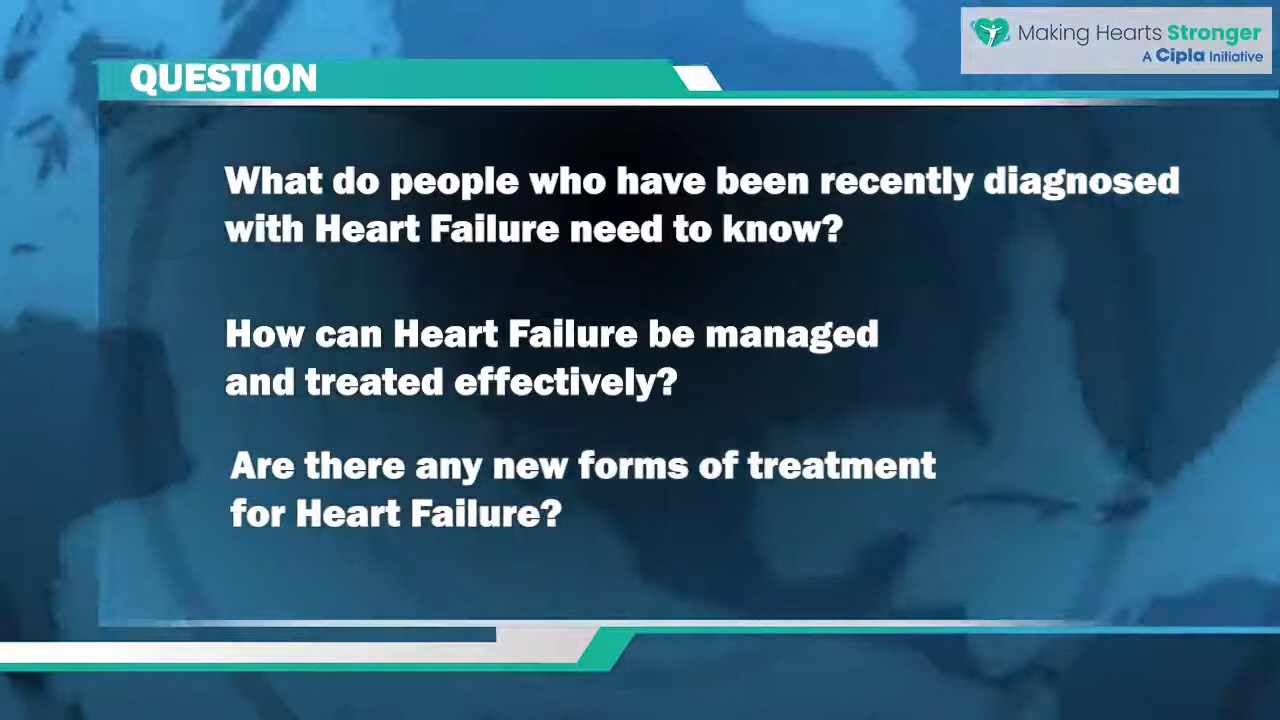 Making Hearts Stronger
A Cipla Initiative
QUESTION
What do people who have been recently diagnosed
with Heart Failure need to know?
How can Heart Failure be managed
and treated effectively?
Are there any new forms of treatment
for Heart Failure?